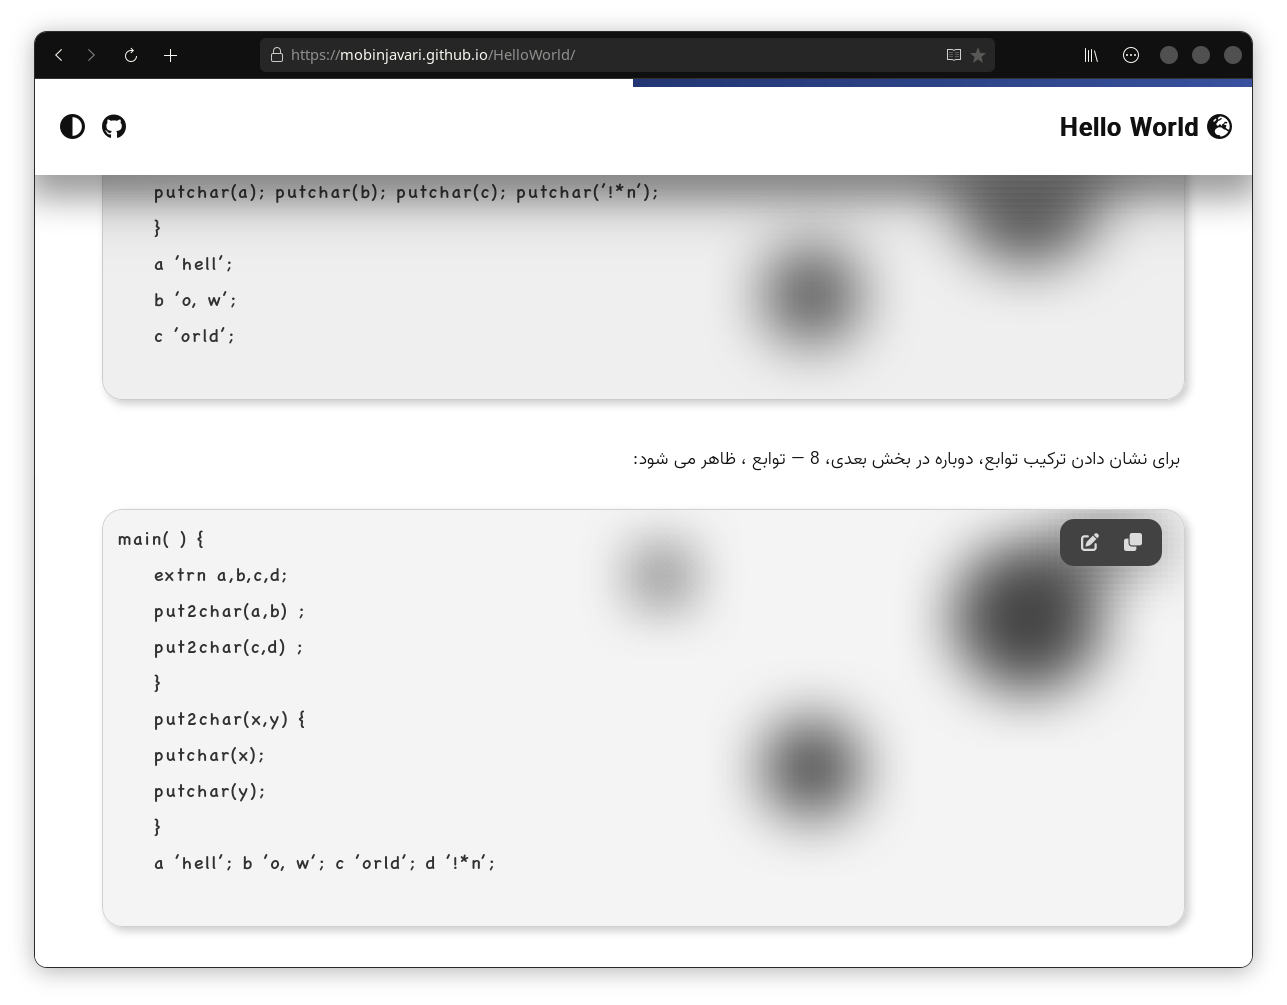 https://mobinjavari.github.io/HelloWorld/
Hello World
putchar(a); putchar(b); putchar(c); putchar('!*n');
}
a 'hell';
b 'o, w';
c 'orld';
برای نشان دادن ترکیب توابع، دوباره در بخش بعدی، 8 – توابع ، ظاهر می شود:
main( ) {
extrn a,b,c,d;
put2char(a,b) ;
put2char(c,d) ;
}
put2char(x,y) {
putchar(x);
putchar(y);
}
a 'hell'; b 'o, w'; c 'orld'; d '!*n';